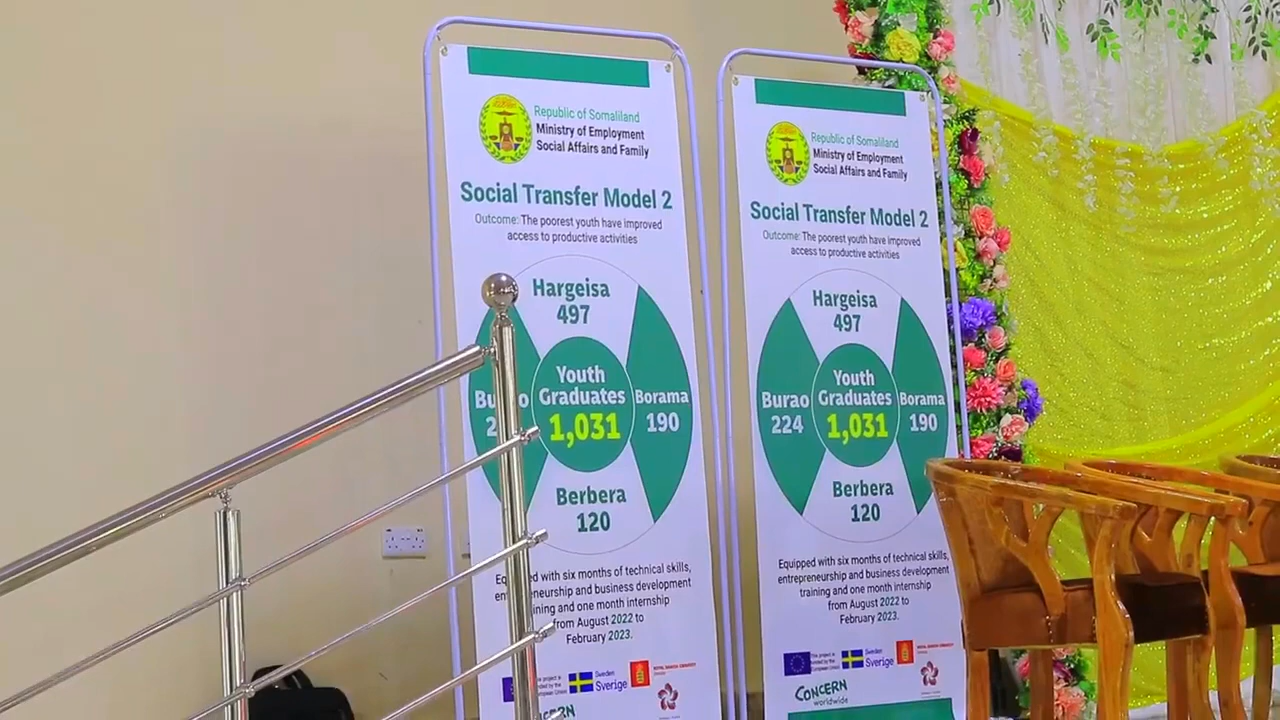 Republic of Somaliland
Ministry of Employment
Social Affairs and Family
Social Transfer Model 2
Outcome: The poorest youth have improved
access to productive activities
Hargeisa
497
Youth
Graduates
1,031
Borama
190
Berbera
120
with six months of technical skills,
and business development
training and one month internship
from August 2022 to
February 2023.
Sweden
Sverige
Republic of Somaliland
Ministry of Employment
Social Affairs and Family
Social Transfer Model 2
Outcome: The poorest youth have improved
access to productive activities
Hargeisa
497
Burao
224
Youth
Graduates
1,031
Borama
190
Berbera
120
Equipped with six months of technical skills,
entrepreneurship and business development
training and one month internship
from August 2022 to
February 2023.
This project is
funded by the
European Union
Sweden
Sverige
CONCERN
worldwide